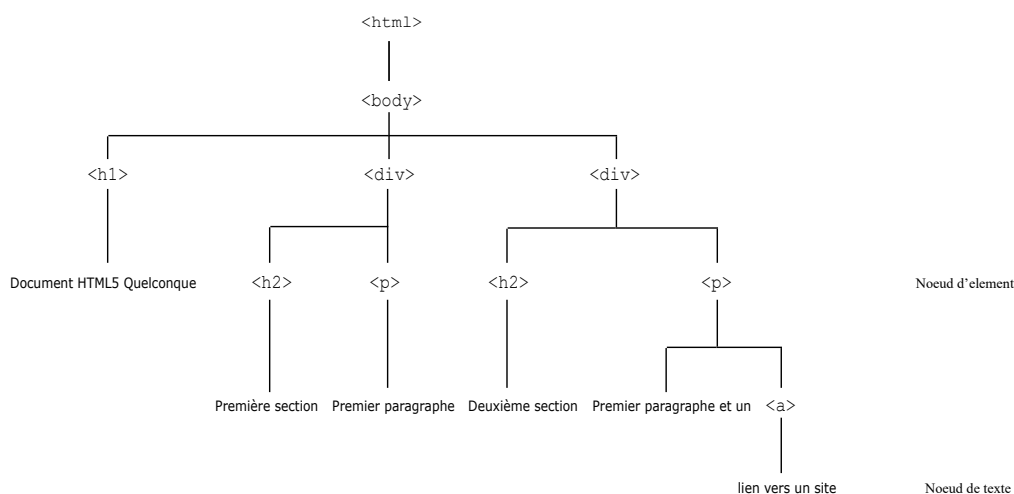 <html>
<body>
<h1> <div> <div>
Document HTML5 Quelconque <h2> <p> <h2> <p> Noeud d’element
Première section Premier paragraphe Deuxième section Premier paragraphe et un <a>
lien vers un site Noeud de texte